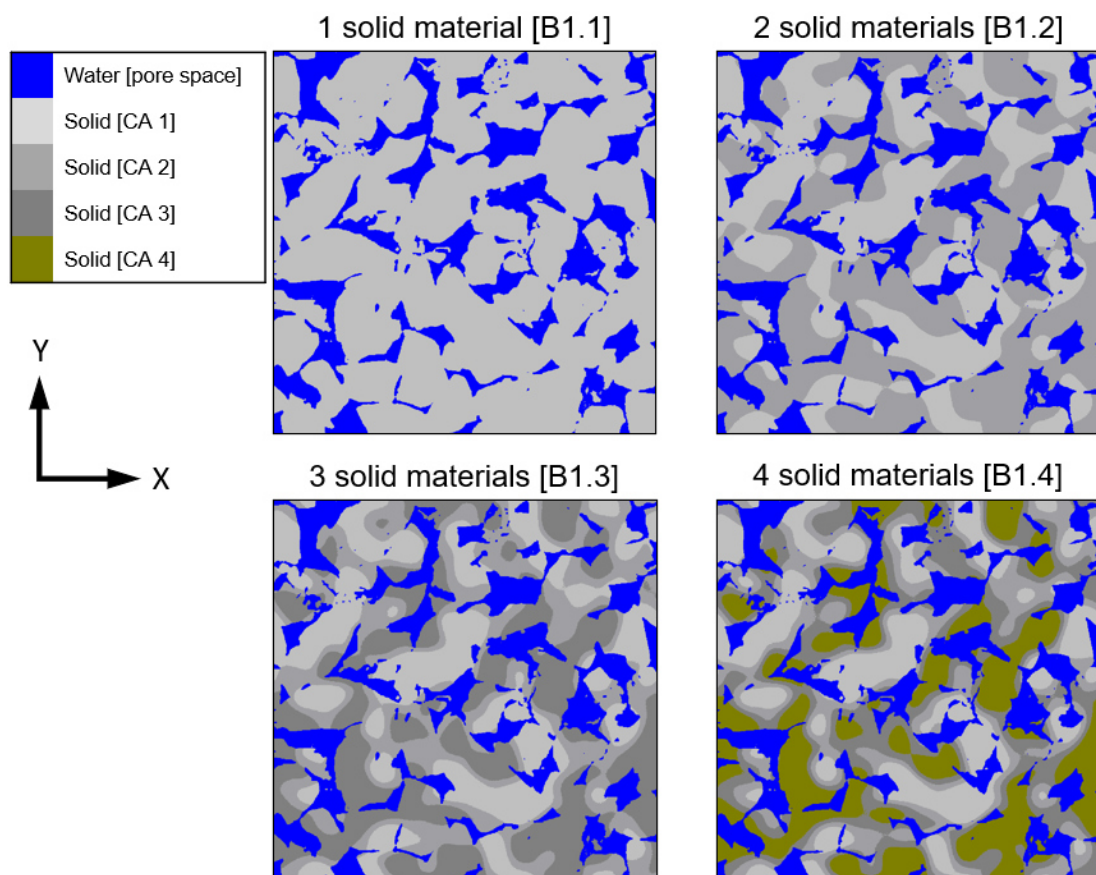 1 solid material [B1.1]
2 solid materials [B1.2]
Water [pore space]
Solid [CA 1]
Solid [CA 2]
Solid [CA 3]
Solid [CA 4]
Y
X
3 solid materials [B1.3]
4 solid materials [B1.4]